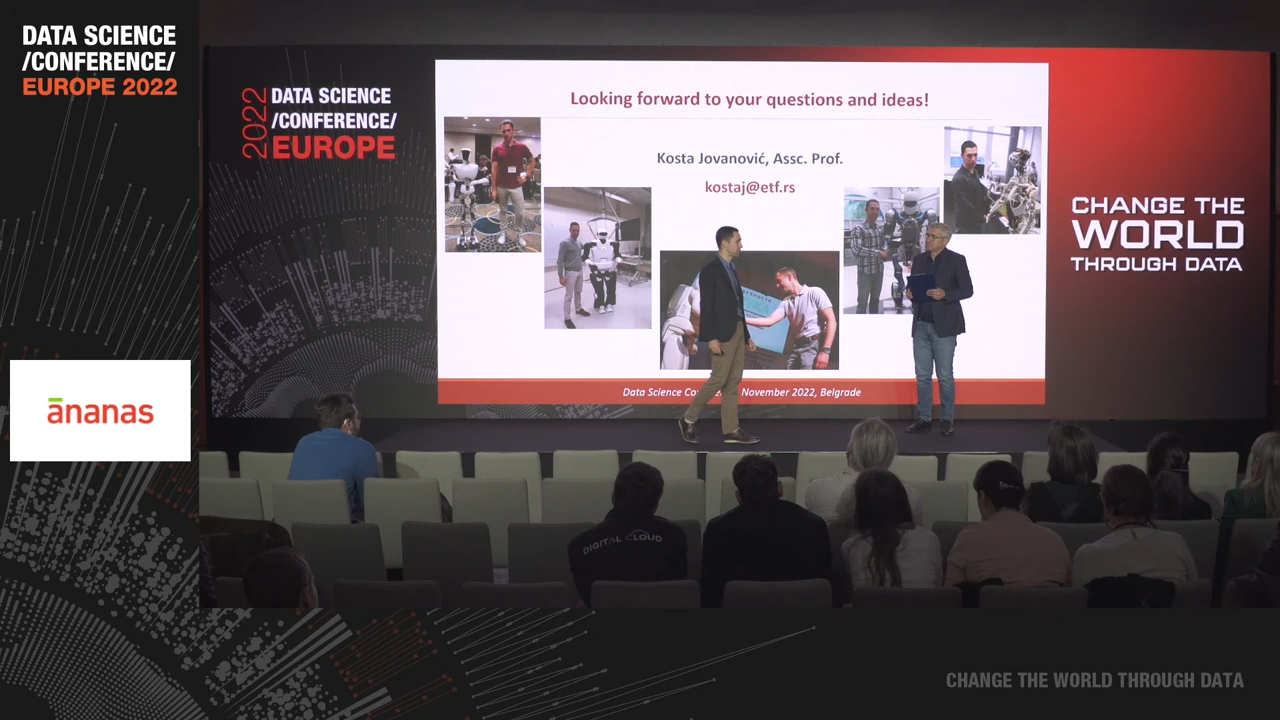 DATA SCIENCE
/CONFERENCE/
EUROPE 2022
ānanas
2022
DATA SCIENCE
/CONFERENCE/
EUROPE
Looking forward to your questions and ideas!
Kosta Jovanović, Assc. Prof.
kostaj@etf.rs
Data Science November 2022, Belgrade
CHANGE THE
WORLD
THROUGH DATA
DIGITAL CLOUD
CHANGE THE WORLD THROUGH DATA